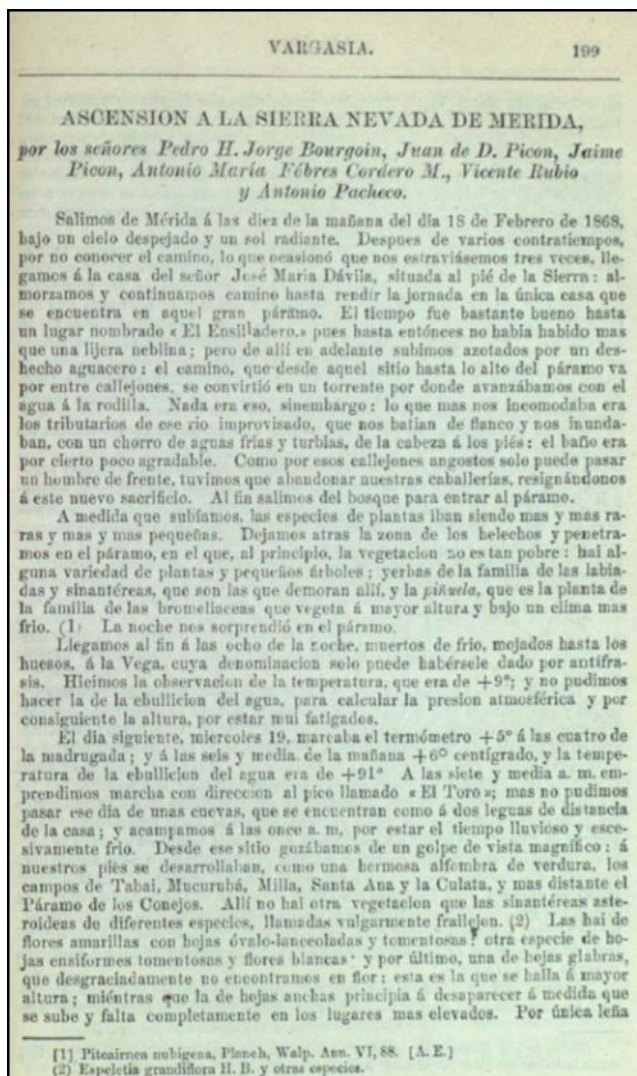 VARGASIA. 199
ASCENSION A LA SIERRA NEVADA DE MERIDA,
por los señores Pedro H. Jorge Bourgoin, Juan de D. Picon, Jaime
Picon, Antonio María Fébres Cordero M., Vicente Rubio
y Antonio Pacheco.
Salimos de Mérida á las diez de la mañana del dia 18 de Febrero de 1868,
bajo un cielo despejado y un sol radiante. Despues de varios contratiempos,
por no conocer el camino, lo que ocasionó que nos estraviásemos tres veces, lle-
gamos á la casa del señor José María Dávila, situada al pié de la Sierra: al-
morzamos y continuamos camino hasta rendir la jornada en la única casa que
se encuentra en aquel gran páramo. El tiempo fue bastante bueno hasta
un lugar nombrado « El Ensilladero,» pues hasta entónces no habia habido mas
que una lijera neblina; pero de allí en adelante subimos azotados por un des-
hecho aguacero: el camino, que desde aquel sitio hasta lo alto del páramo va
por entre callejones, se convirtió en un torrente por donde avanzábamos con el
agua á la rodilla. Nada era eso, sinembargo: lo que mas nos incomodaba era
los tributarios de ese rio improvisado, que nos batian de flanco y nos inunda-
ban, con un chorro de aguas frias y turbias, de la cabeza á los piés: el baño era
por cierto poco agradable. Como por esos callejones angostos solo puede pasar
un hombre de frente, tuvimos que abandonar nuestras caballerías, resignándonos
á este nuevo sacrificio. Al fin salimos del bosque para entrar al páramo.
A medida que subíamos, las especies de plantas iban siendo mas y mas ra-
ras y mas y mas pequeñas. Dejamos atras la zona de los helechos y penetra-
mos en el páramo, en el que, al principio, la vegetacion no es tan pobre: hai al-
guna variedad de plantas y pequeños árboles; yerbas de la familia de las labia-
das y sinantéreas, que son las que demoran allí, y la piñuela, que es la planta de
la familia de las bromeliaceas que vegeta á mayor altura y bajo un clima mas
frio. (1) La noche nos sorprendió en el páramo.
Llegamos al fin á las ocho de la noche, muertos de frio, mojados hasta los
huesos, á la Vega, cuya denominacion solo puede habérsele dado por antífra-
sis. Hicimos la observacion de la temperatura, que era de +9°; y no pudimos
hacer la de la ebullicion del agua, para calcular la presion atmosférica y por
consiguiente la altura, por estar mui fatigados.
El dia siguiente, miercoles 19, marcaba el termómetro +5° á las cuatro de
la madrugada; y á las seis y media. de la mañana +6° centígrado, y la tempe-
ratura de la ebullicion del agua era de +91° A las siete y media a. m. em-
prendimos marcha con direccion al pico llamado « El Toro »; mas no pudimos
pasar ese dia de unas cuevas, que se encuentran como á dos leguas de distancia
de la casa; y acampamos á las once a. m. por estar el tiempo lluvioso y esce-
sivamente frio. Desde ese sitio gozábamos de un golpe de vista magnífico: á
nuestros piés se desarrollaban, como una hermosa alfombra de verdura, los
campos de Tabai, Mucurubá, Milla, Santa Ana y la Culata, y mas distante el
Páramo de los Conejos. Allí no hai otra vegetacion que las sinantéreas aste-
roideas de diferentes especies, llamadas vulgarmente frailejon. (2) Las hai de
flores amarillas con hojas óvalo-lanceoladas y tomentosas; otra especie de ho-
jas ensiformes tomentosas y flores blancas; y por último, una de hojas glabras,
que desgraciadamente no encontramos en flor: esta es la que se halla á mayor
altura; miéntras que la de hojas anchas principia á desaparecer á medida que
se sube y falta completamente en los lugares mas elevados. Por única leña
[1] Pitcairnea nubigena, Planch, Walp. Ann. VI, 88. [A. E.]
(2) Espeletia grandiflora H. B. y otras especies.